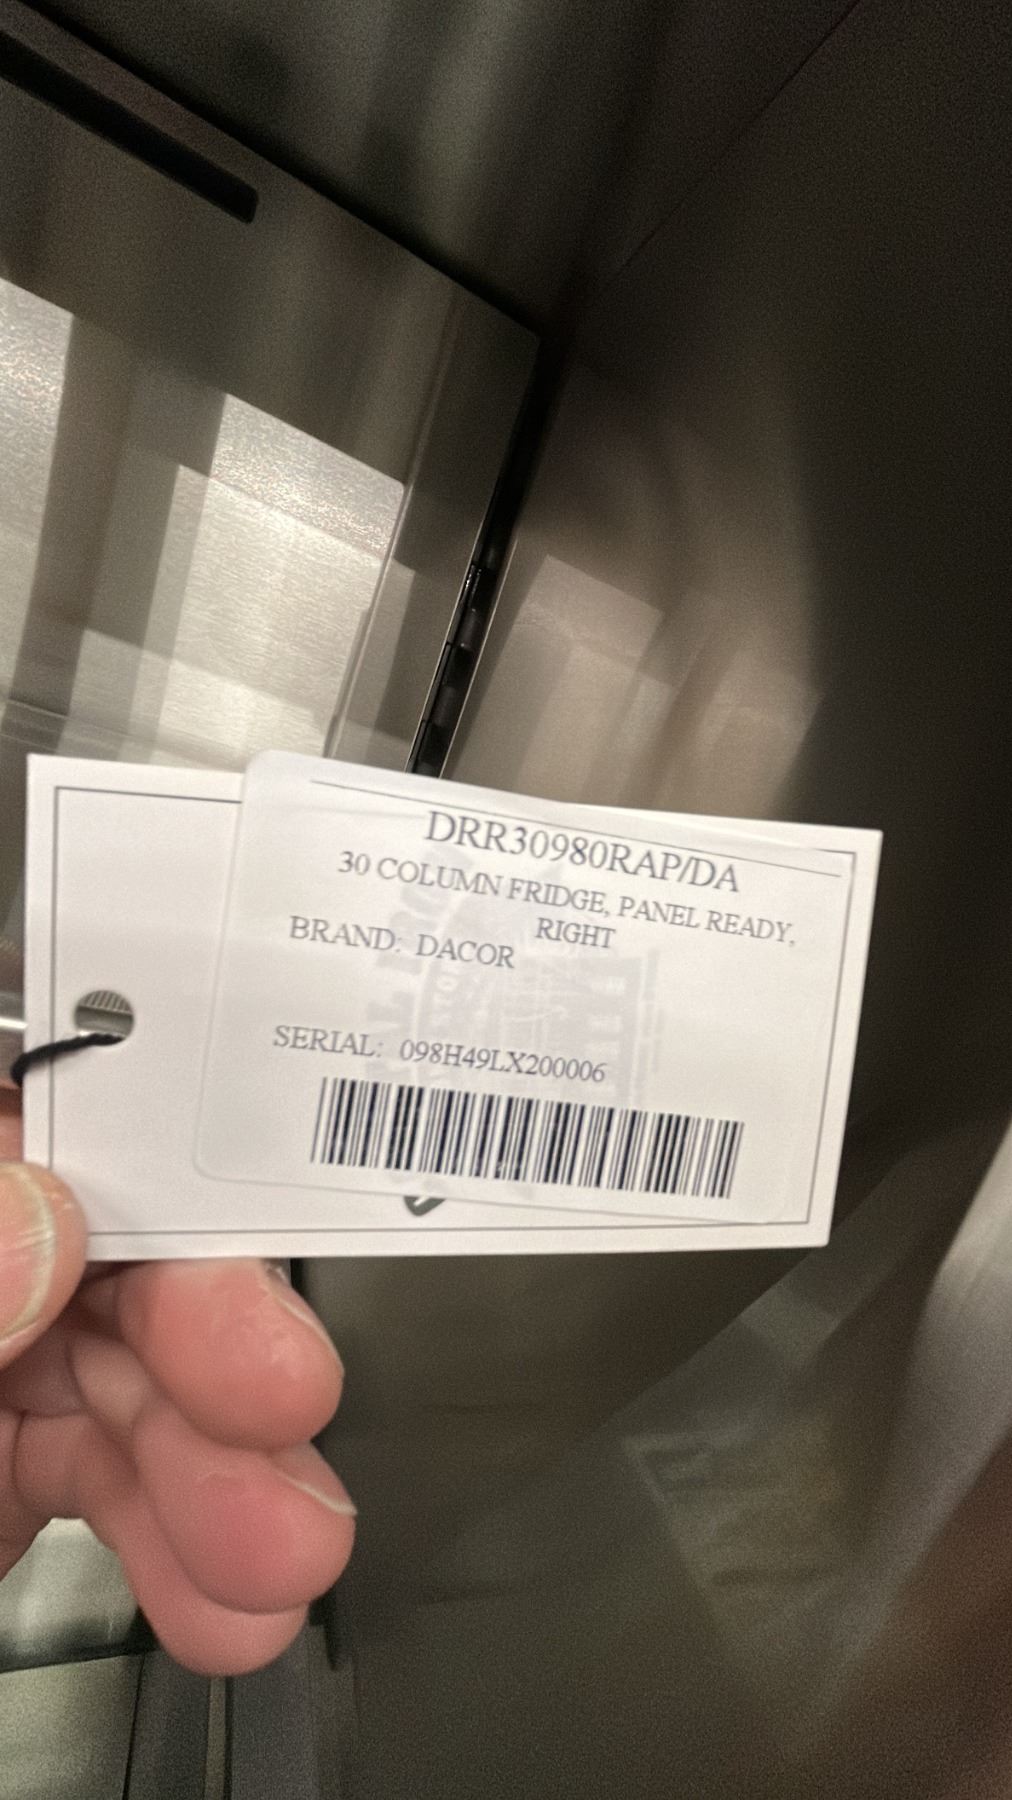 DRR30980RAP/DA
30 COLUMN FRIDGE, PANEL READY,
RIGHT
BRAND: DACOR
SERIAL: 098H49LX200006